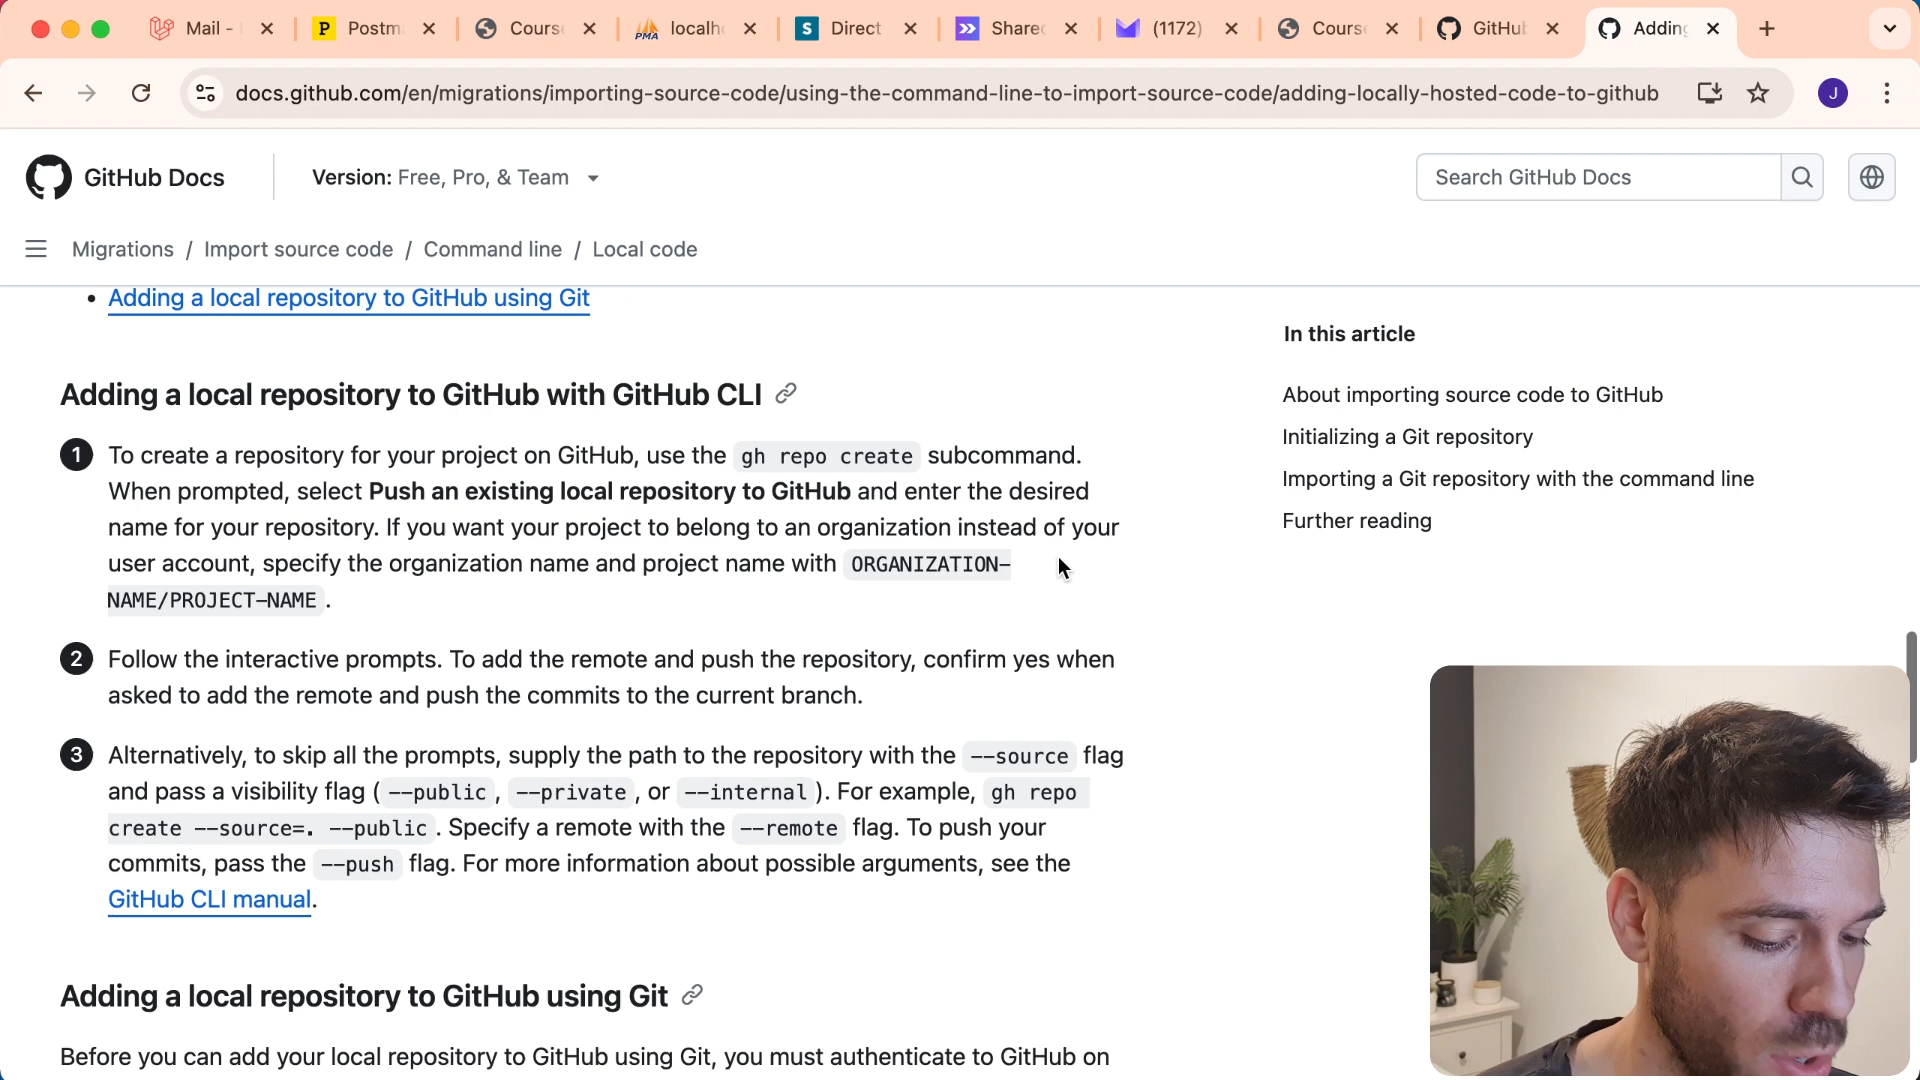 Mail -
Postm
Cours
localh
Direct
Shared
(1172)
Cours
GitHub
Adding
docs.github.com/en/migrations/importing-source-code/using-the-command-line-to-import-source-code/adding-locally-hosted-code-to-github
J
GitHub Docs
Version: Free, Pro, & Team
Search GitHub Docs
Migrations / Import source code / Command line / Local code
• Adding a local repository to GitHub using Git
Adding a local repository to GitHub with GitHub CLI
1 To create a repository for your project on GitHub, use the gh repo create subcommand.
When prompted, select Push an existing local repository to GitHub and enter the desired
name for your repository. If you want your project to belong to an organization instead of your
user account, specify the organization name and project name with ORGANIZATION-
NAME/PROJECT-NAME.
2 Follow the interactive prompts. To add the remote and push the repository, confirm yes when
asked to add the remote and push the commits to the current branch.
3 Alternatively, to skip all the prompts, supply the path to the repository with the --source flag
and pass a visibility flag (--public, --private, or --internal). For example, gh repo
create --source=. --public. Specify a remote with the --remote flag. To push your
commits, pass the --push flag. For more information about possible arguments, see the
GitHub CLI manual.
Adding a local repository to GitHub using Git
Before you can add your local repository to GitHub using Git, you must authenticate to GitHub on
In this article
About importing source code to GitHub
Initializing a Git repository
Importing a Git repository with the command line
Further reading